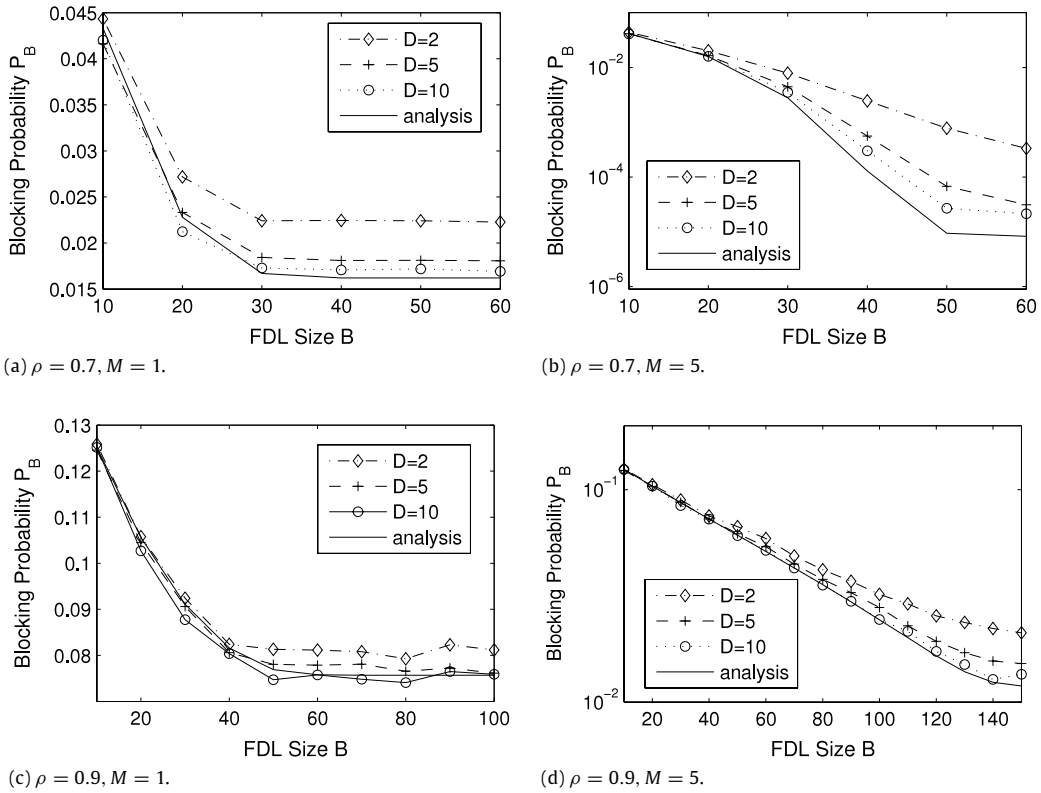 0.045
0.04
0.035
0.03
0.025
0.02
0.015
10 20 30 40 50 60
Blocking Probability P_B
FDL Size B
D=2
D=5
D=10
analysis
(a) ρ = 0.7, M = 1.
10^-2
10^-4
10^-6
10 20 30 40 50 60
Blocking Probability P_B
FDL Size B
D=2
D=5
D=10
analysis
(b) ρ = 0.7, M = 5.
0.13
0.12
0.11
0.1
0.09
0.08
20 40 60 80 100
Blocking Probability P_B
FDL Size B
D=2
D=5
D=10
analysis
(c) ρ = 0.9, M = 1.
10^-1
10^-2
20 40 60 80 100 120 140
Blocking Probability P_B
FDL Size B
D=2
D=5
D=10
analysis
(d) ρ = 0.9, M = 5.